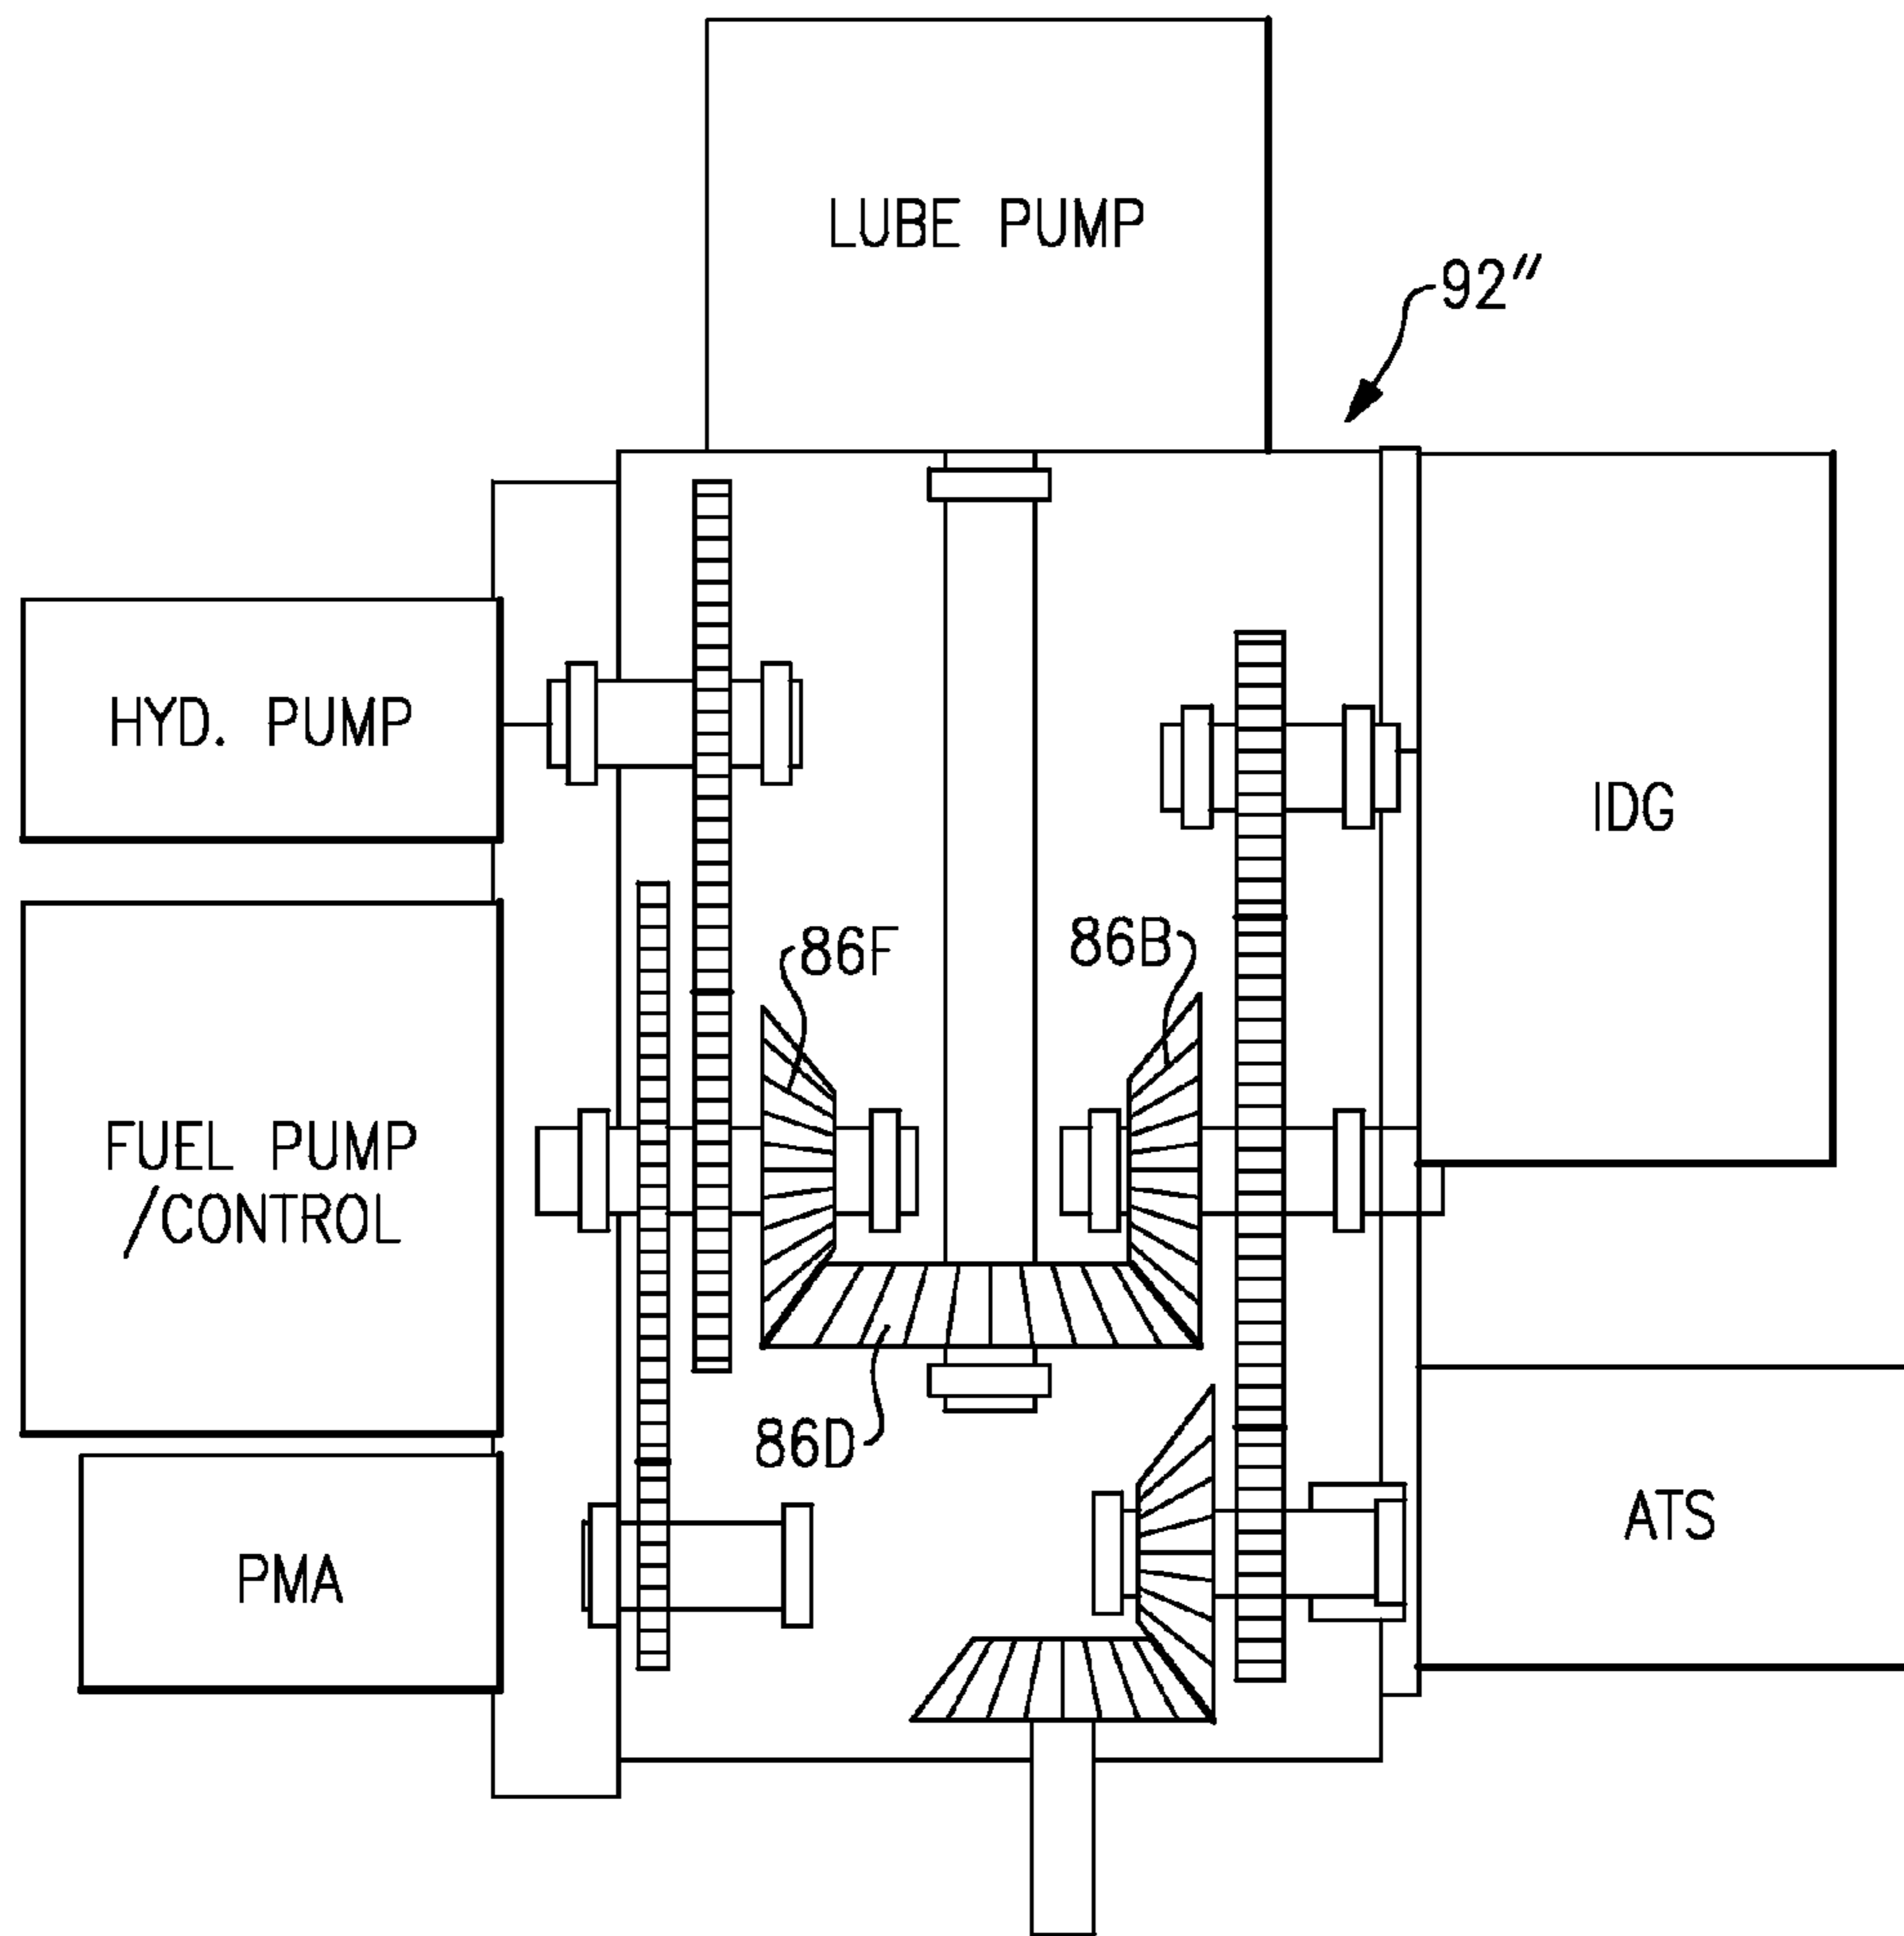 LUBE PUMP
92"
HYD. PUMP
IDG
86F
86B
FUEL PUMP
/CONTROL
86D
ATS
PMA